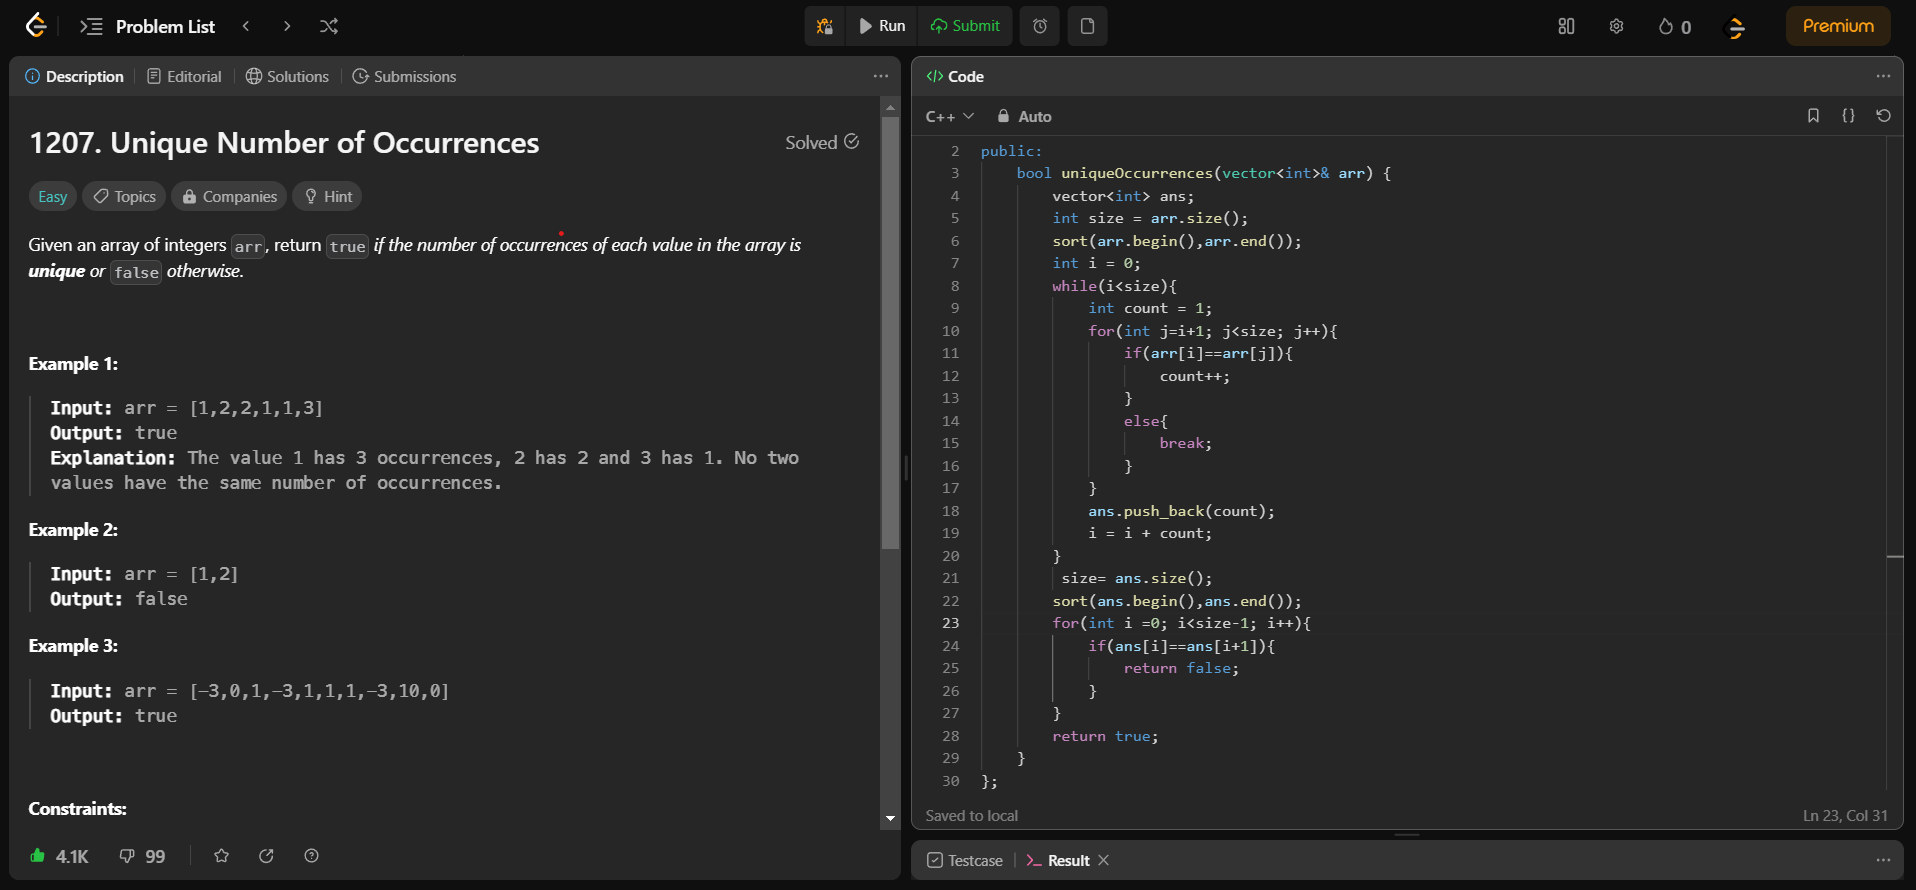 Problem List
Run
Submit
0
Premium
Description
Editorial
Solutions
Submissions
1207. Unique Number of Occurrences
Solved
Easy
Topics
Companies
Hint
Given an array of integers arr, return true if the number of occurrences of each value in the array is
unique or false otherwise.
Example 1:
Input: arr = [1,2,2,1,1,3]
Output: true
Explanation: The value 1 has 3 occurrences, 2 has 2 and 3 has 1. No two
values have the same number of occurrences.
Example 2:
Input: arr = [1,2]
Output: false
Example 3:
Input: arr = [-3,0,1,-3,1,1,1,-3,10,0]
Output: true
Constraints:
4.1K
99
</> Code
C++
Auto
2 public:
3 bool uniqueOccurrences(vector<int>& arr) {
4 vector<int> ans;
5 int size = arr.size();
6 sort(arr.begin(),arr.end());
7 int i = 0;
8 while(i<size){
9 int count = 1;
10 for(int j=i+1; j<size; j++){
11 if(arr[i]==arr[j]){
12 count++;
13 }
14 else{
15 break;
16 }
17 }
18 ans.push_back(count);
19 i = i + count;
20 }
21 size= ans.size();
22 sort(ans.begin(),ans.end());
23 for(int i =0; i<size-1; i++){
24 if(ans[i]==ans[i+1]){
25 return false;
26 }
27 }
28 return true;
29 }
30 };
Saved to local
Ln 23, Col 31
Testcase
Result